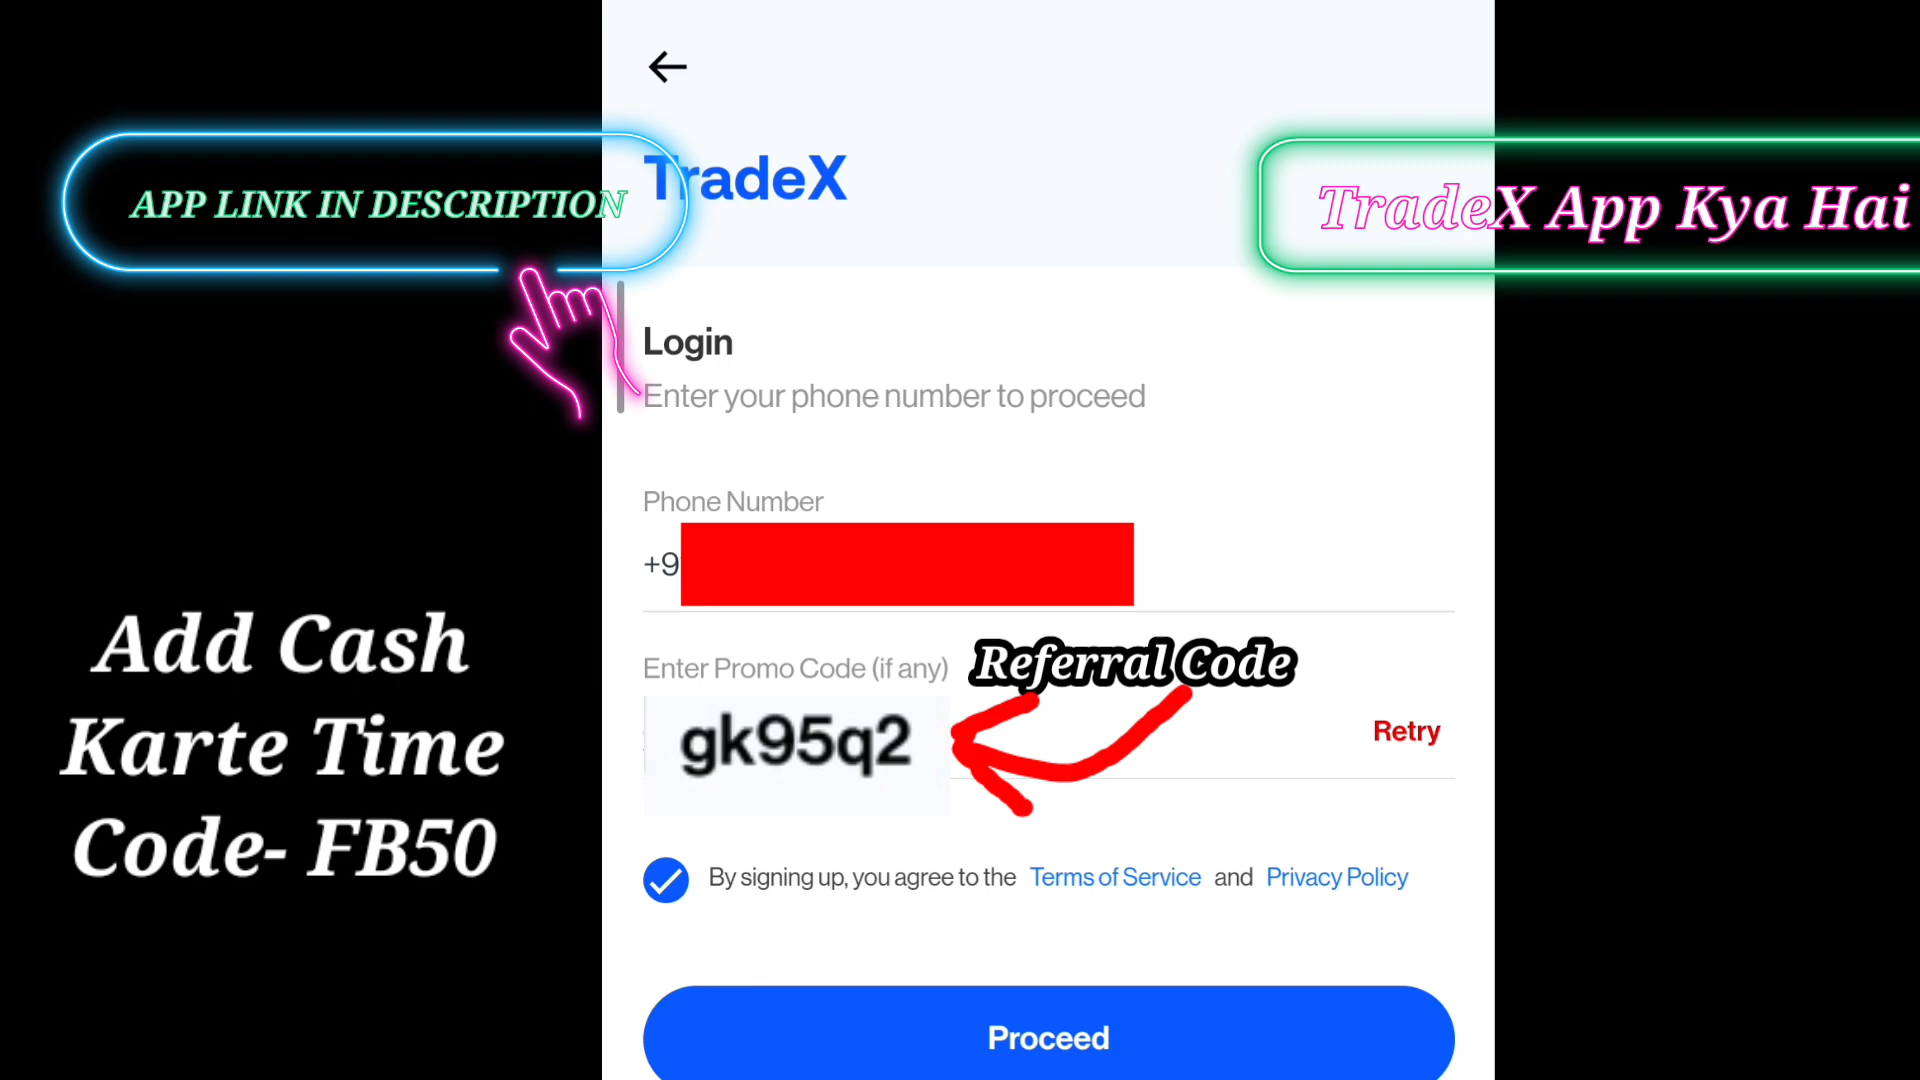 APP LINK IN DESCRIPTION
TradeX
TradeX App Kya Hai
Login
Enter your phone number to proceed
Phone Number
+9
Enter Promo Code (if any)
Referral Code
gk95q2
Retry
Add Cash
Karte Time
Code- FB50
By signing up, you agree to the Terms of Service and Privacy Policy
Proceed